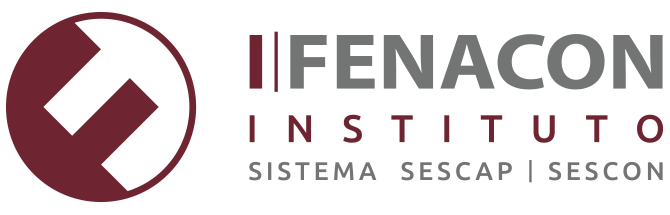 I|FENACON
INSTITUTO
SISTEMA SESCAP | SESCON